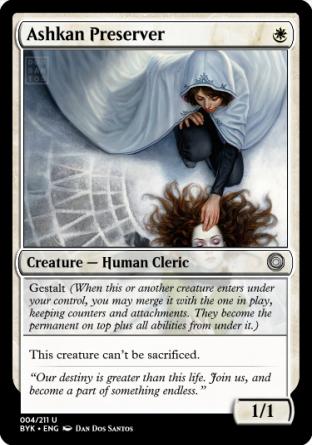 Ashkan Preserver
DOS
SAN
TOS
Creature — Human Cleric
Gestalt (When this or another creature enters under
your control, you may merge it with the one in play,
keeping counters and attachments. They become the
permanent on top plus all abilities from under it.)
This creature can't be sacrificed.
“Our destiny is greater than this life. Join us, and
become a part of something endless.”
1/1
004/211 U
BYK • ENG Dan Dos Santos